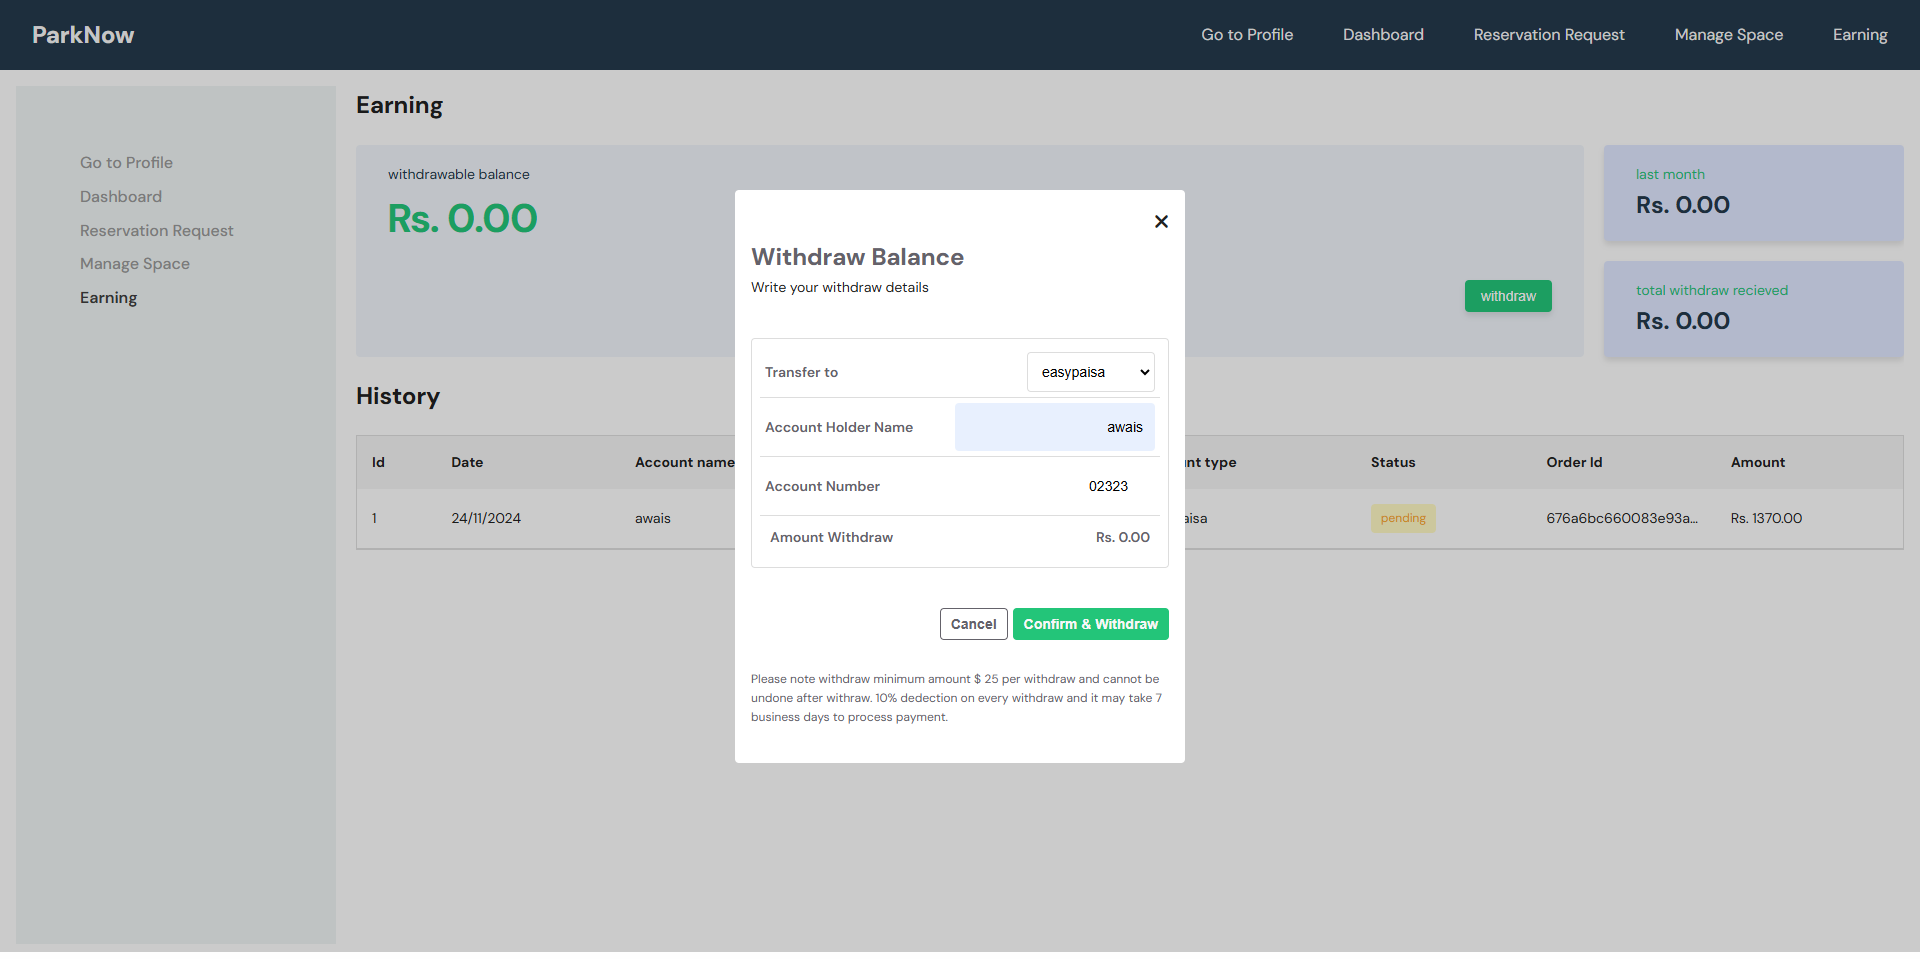 ParkNow
Go to Profile
Dashboard
Reservation Request
Manage Space
Earning
Go to Profile
Dashboard
Reservation Request
Manage Space
Earning
Earning
withdrawable balance
Rs. 0.00
withdraw
last month
Rs. 0.00
total withdraw recieved
Rs. 0.00
History
Id Date Account name nt type Status Order Id Amount
1 24/11/2024 awais aisa pending 676a6bc660083e93a... Rs. 1370.00
×
Withdraw Balance
Write your withdraw details
Transfer to easypaisa
Account Holder Name awais
Account Number 02323
Amount Withdraw Rs. 0.00
Cancel Confirm & Withdraw
Please note withdraw minimum amount $ 25 per withdraw and cannot be
undone after withraw. 10% dedection on every withdraw and it may take 7
business days to process payment.